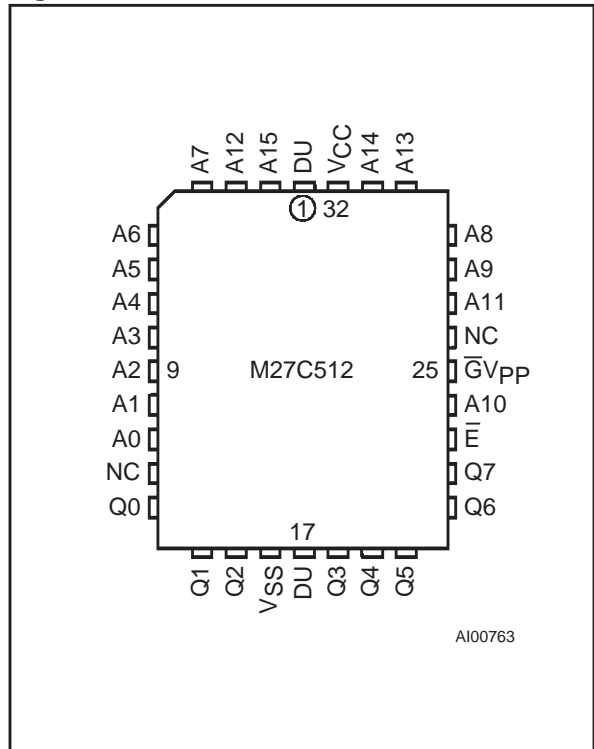 A7 A12 A15 DU VCC A14 A13
1 32
A6 A8
A5 A9
A4 A11
A3 NC
A2 9 M27C512 25 G̅VPP
A1 A10
A0 E̅
NC Q7
Q0 Q6
17
Q1 Q2 VSS DU Q3 Q4 Q5
AI00763